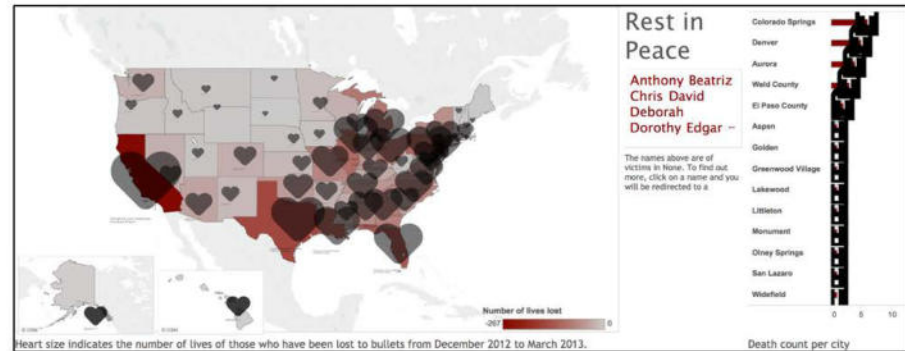 Rest in
Peace
Anthony Beatriz
Chris David
Deborah
Dorothy Edgar
The names above are of
victims in None. To find out
more, click on a name and you
will be redirected to a
Number of lives lost
-267
0
Heart size indicates the number of lives of those who have been lost to bullets from December 2012 to March 2013.
Colorado Springs
Denver
Aurora
Weld County
El Paso County
Aspen
Golden
Greenwood Village
Lakewood
Littleton
Monument
Olney Springs
San Lazaro
Widefield
0
5
10
Death count per city